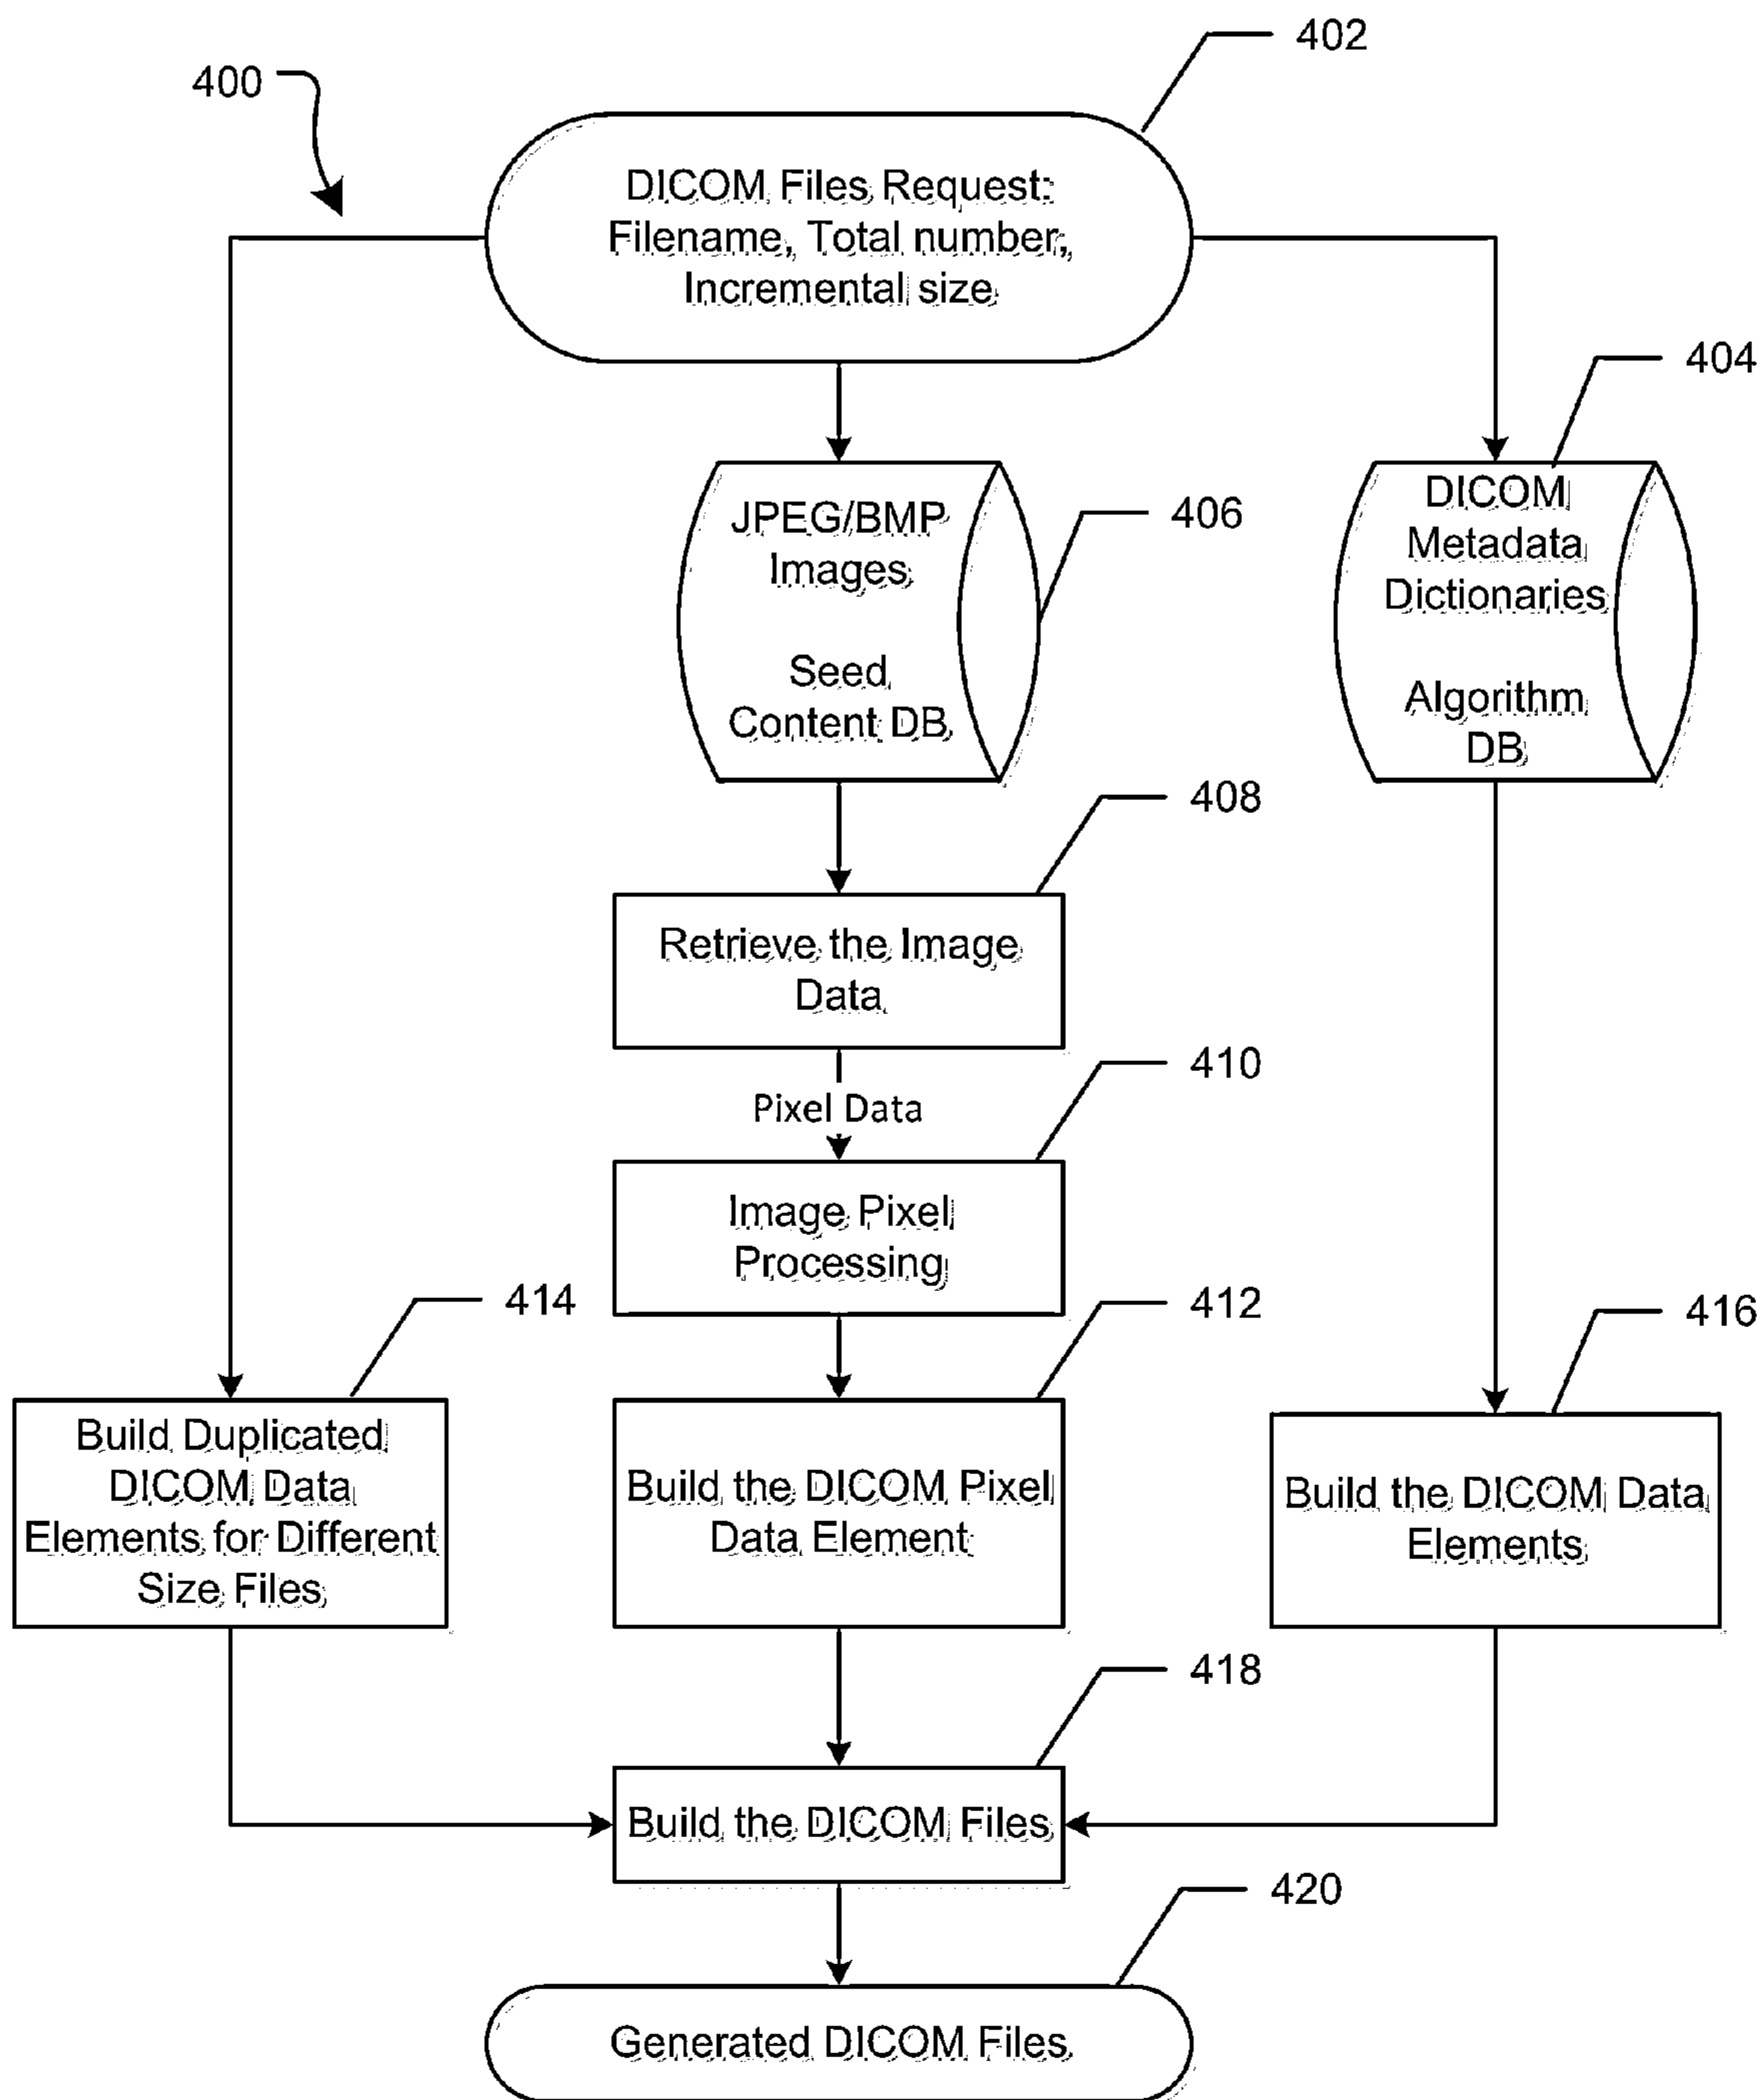 402
400
DICOM Files Request:
Filename, Total number,
Incremental size
404
JPEG/BMP
Images
Seed
Content DB
406
DICOM
Metadata
Dictionaries
Algorithm
DB
408
Retrieve the Image
Data
410
Pixel Data
Image Pixel
Processing
414
412
416
Build Duplicated
DICOM Data
Elements for Different
Size Files
Build the DICOM Pixel
Data Element
Build the DICOM Data
Elements
418
Build the DICOM Files
420
Generated DICOM Files